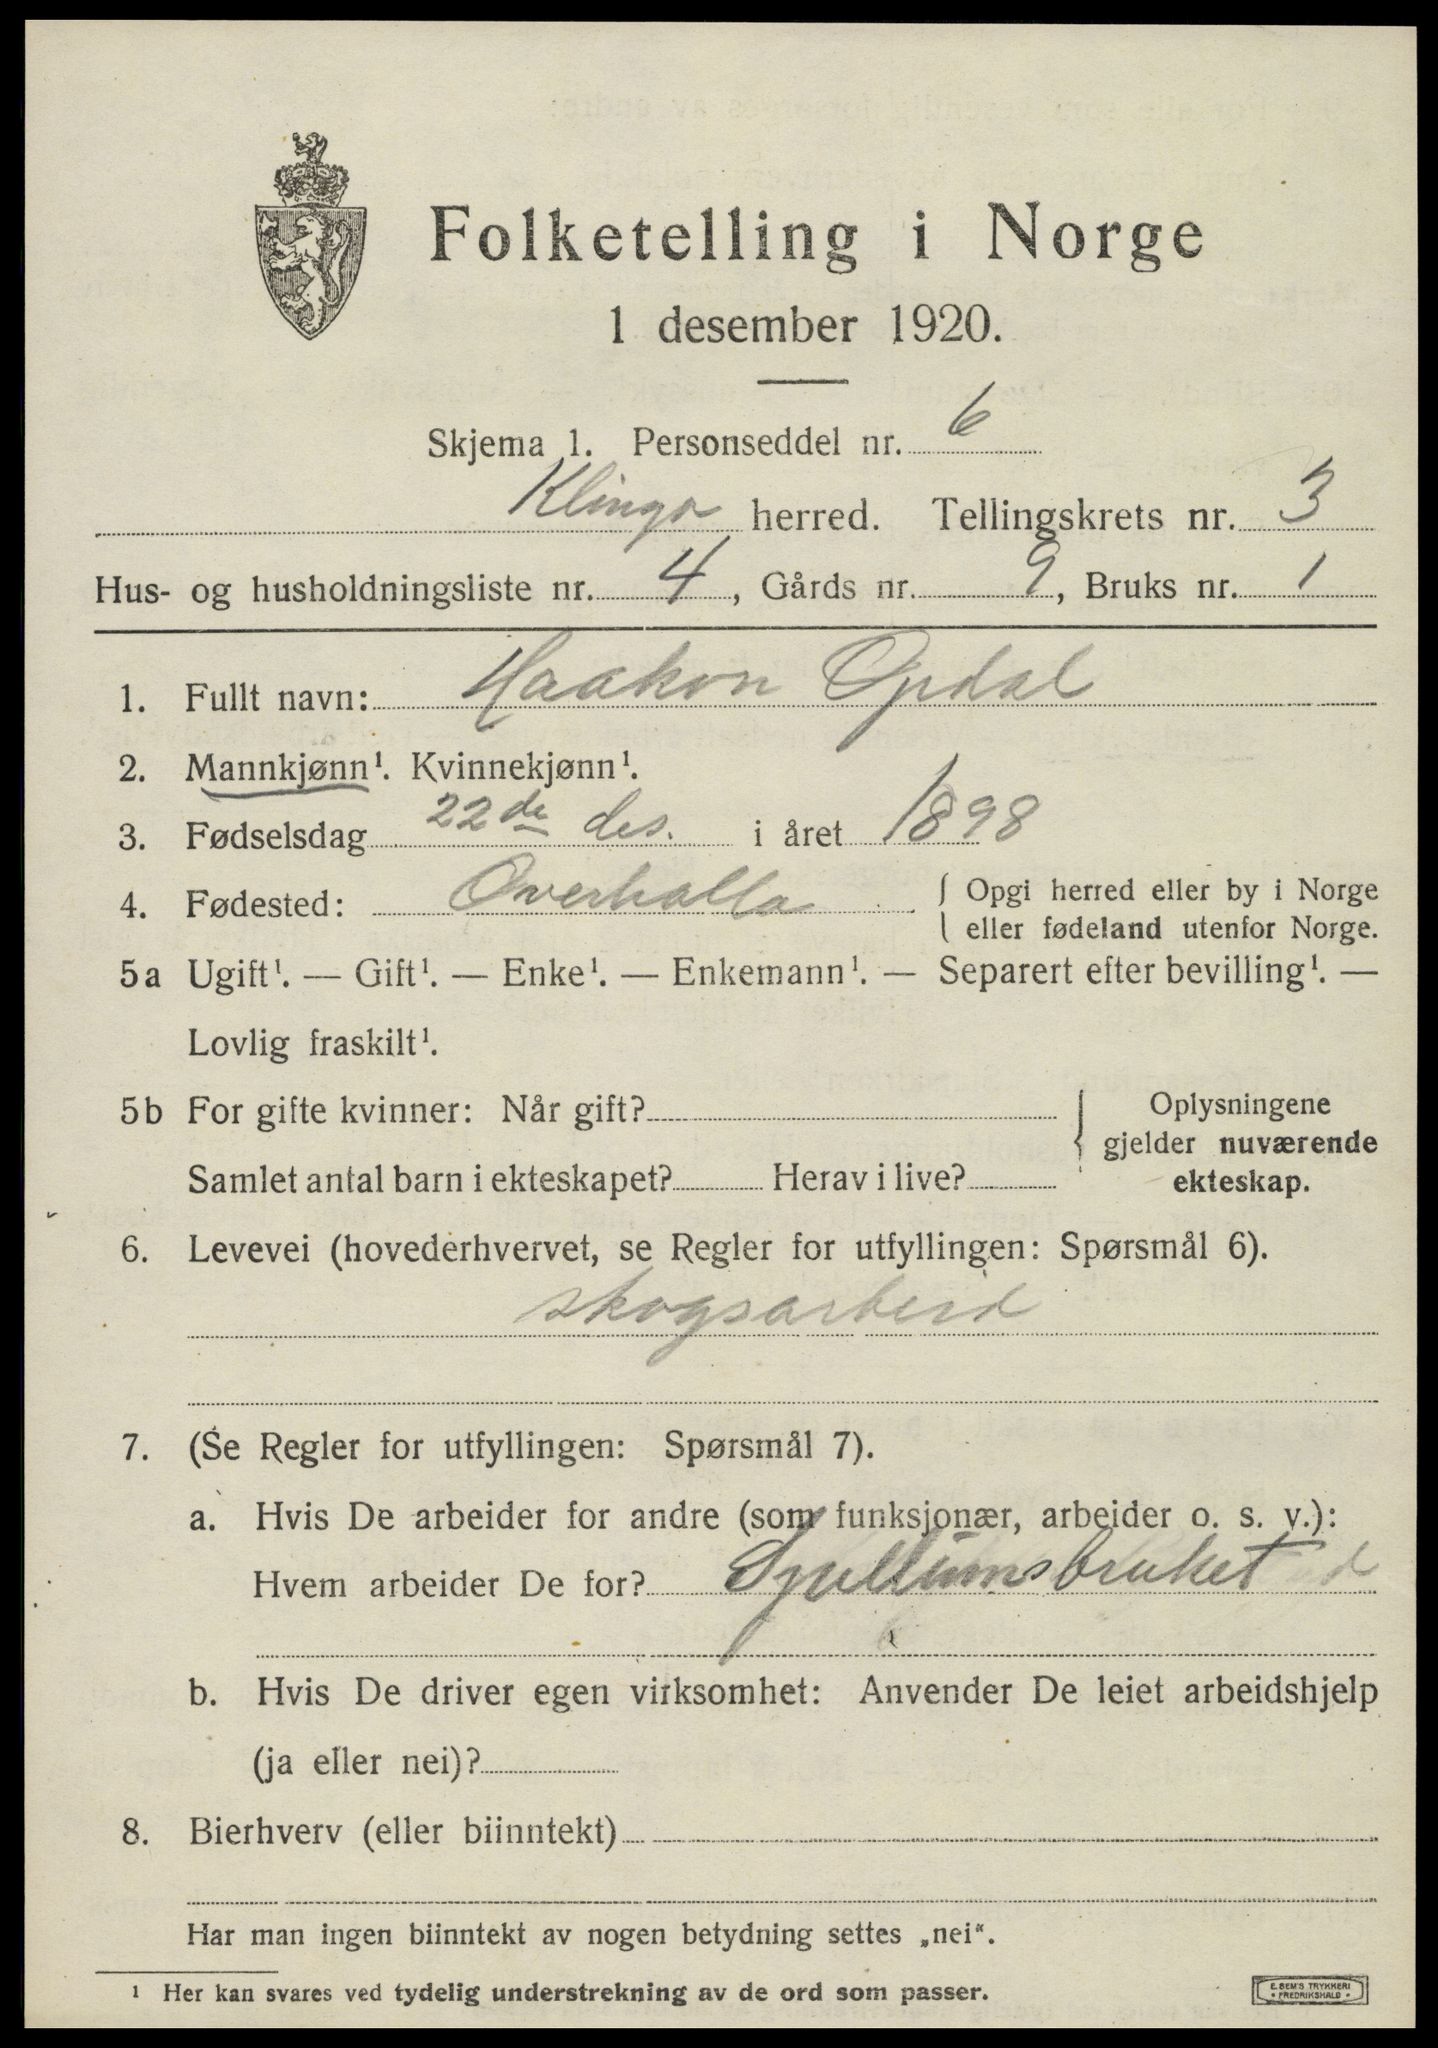 Folketelling i Norge
1 desember 1920.
Skjema 1. Personseddel nr. 6
Klinga herred. Tellingskrets nr. 3
Hus- og husholdningsliste nr. 4, Gårds nr. 9, Bruks nr. 1
1. Fullt navn: Haakon Opdal
2. Mannkjønn¹. Kvinnekjønn¹.
3. Fødselsdag 22de des. i året 1898
4. Fødested: Overhalla { Opgi herred eller by i Norge
eller fødeland utenfor Norge.
5a Ugift¹. — Gift¹. — Enke¹. — Enkemann¹. — Separert efter bevilling¹. —
Lovlig fraskilt¹.
5b For gifte kvinner: Når gift? } Oplysningene
gjelder nuværende
Samlet antal barn i ekteskapet? Herav i live? ekteskap.
6. Levevei (hovederhvervet, se Regler for utfyllingen: Spørsmål 6).
skogsarbeid
7. (Se Regler for utfyllingen: Spørsmål 7).
a. Hvis De arbeider for andre (som funksjonær, arbeider o. s. v.):
Hvem arbeider De for? Spillumsbruket
b. Hvis De driver egen virksomhet: Anvender De leiet arbeidshjelp
(ja eller nei)?
8. Bierhverv (eller biinntekt)
Har man ingen biinntekt av nogen betydning settes „nei“.
¹ Her kan svares ved tydelig understrekning av de ord som passer.
E. SEM'S TRYKKERI
FREDRIKSHALD